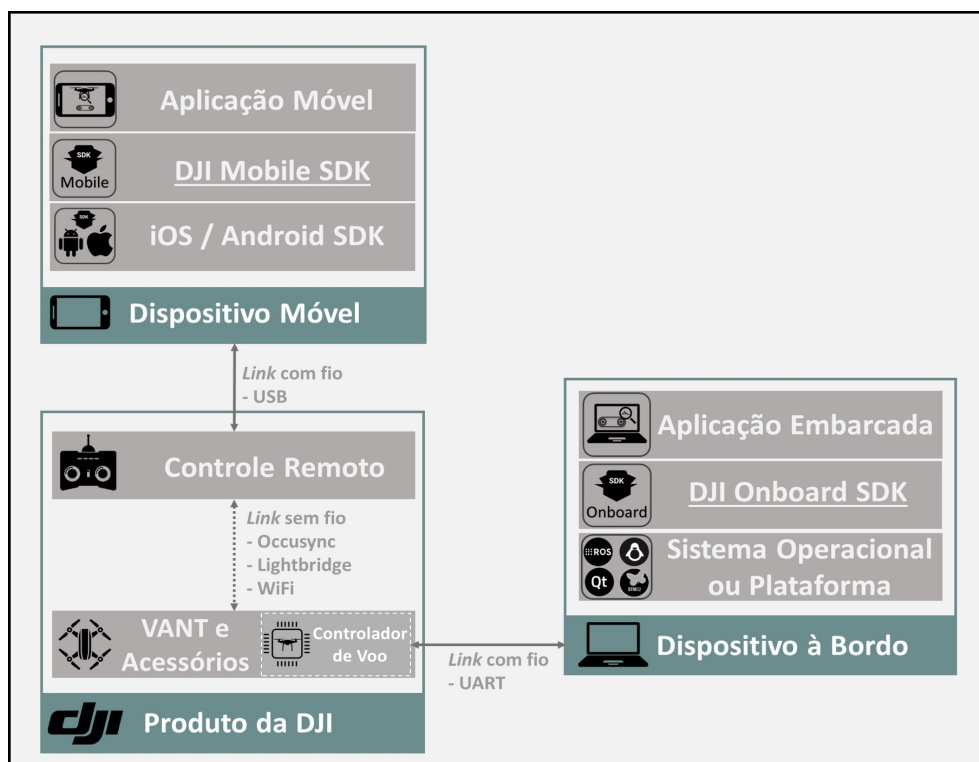 Aplicação Móvel
SDK
Mobile
DJI Mobile SDK
SDK
iOS / Android SDK
Dispositivo Móvel
Link com fio
- USB
Controle Remoto
Link sem fio
- Occusync
- Lightbridge
- WiFi
VANT e
Acessórios
Controlador
de Voo
dji
Produto da DJI
Link com fio
- UART
Aplicação Embarcada
SDK
Onboard
DJI Onboard SDK
ROS
Qt
STM32
Sistema Operacional
ou Plataforma
Dispositivo à Bordo